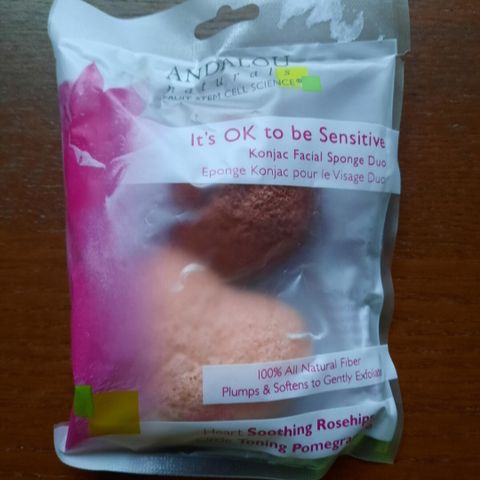 ANDALOU
naturals
FRUIT STEM CELL SCIENCE®
It's OK to be Sensitive
Konjac Facial Sponge Duo
Eponge Konjac pour le Visage Duo
100% All Natural Fiber
Plumps & Softens to Gently Exfoliate
Heart Soothing Rosehip
Toning